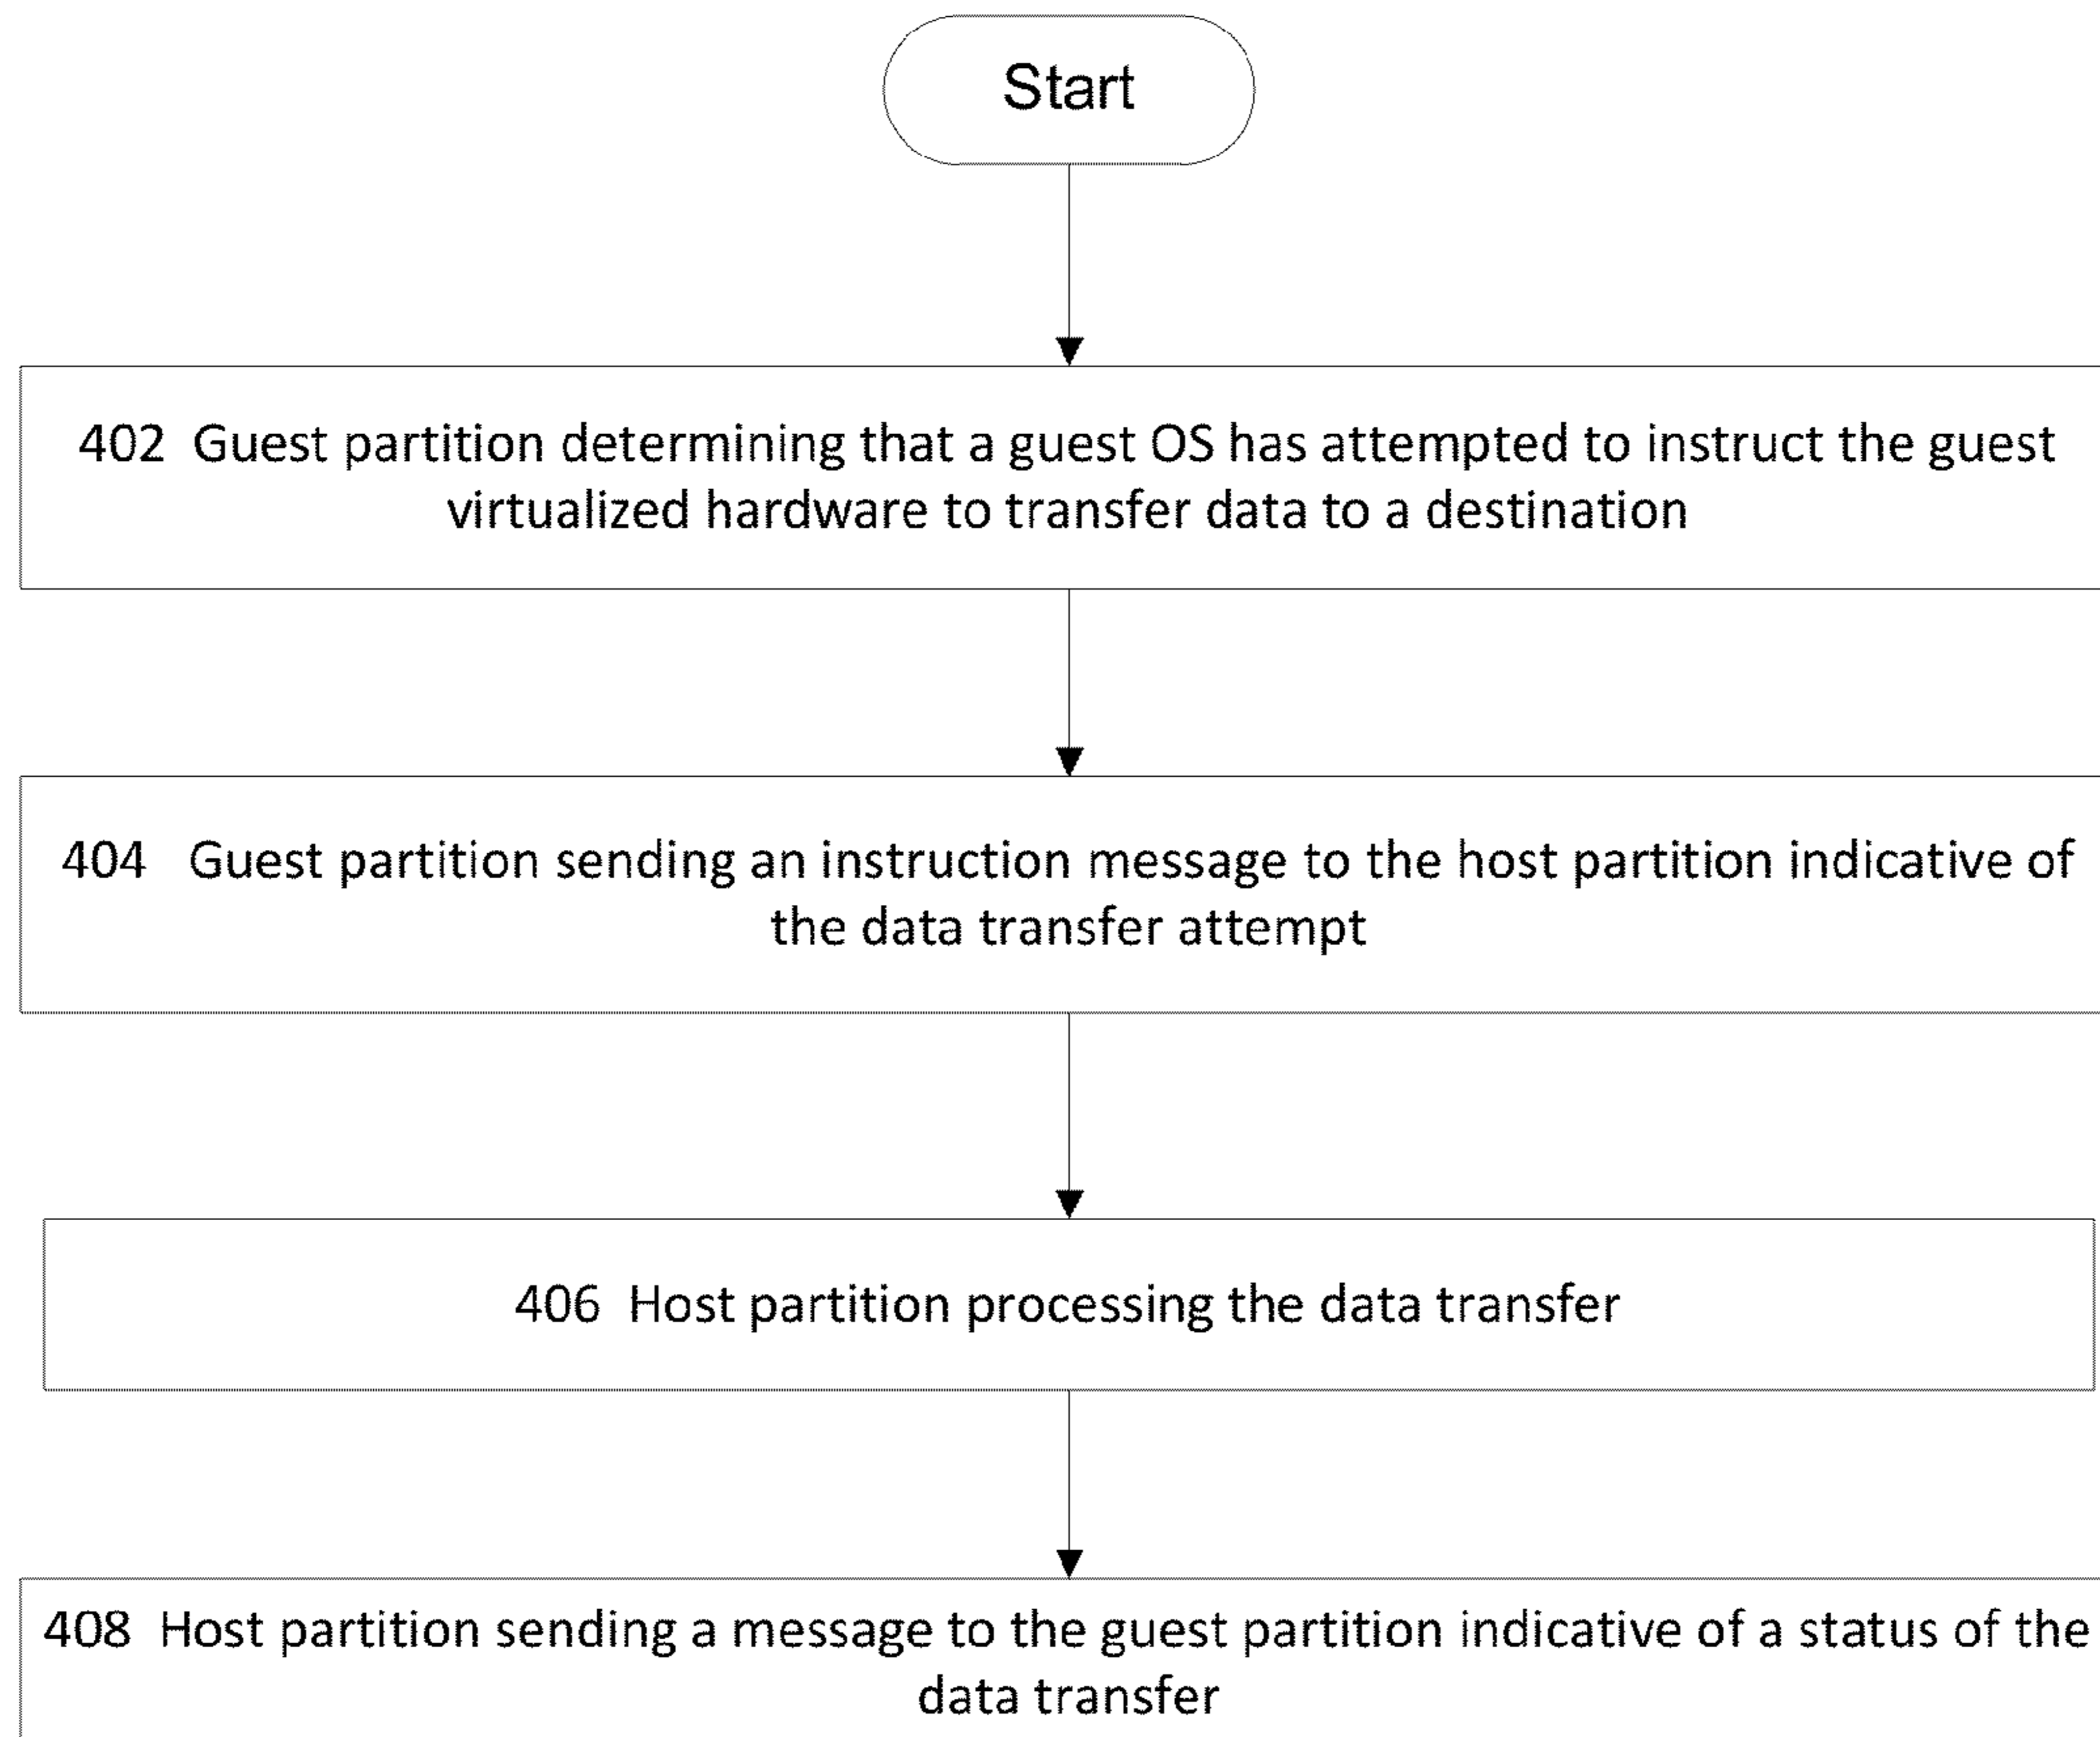 Start
402 Guest partition determining that a guest OS has attempted to instruct the guest
virtualized hardware to transfer data to a destination
404 Guest partition sending an instruction message to the host partition indicative of
the data transfer attempt
406 Host partition processing the data transfer
408 Host partition sending a message to the guest partition indicative of a status of the
data transfer